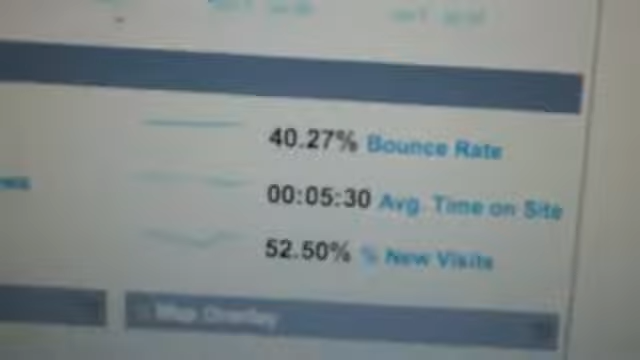 40.27% Bounce Rate
00:05:30 Avg. Time on Site
52.50% % New Visits
Map Overlay